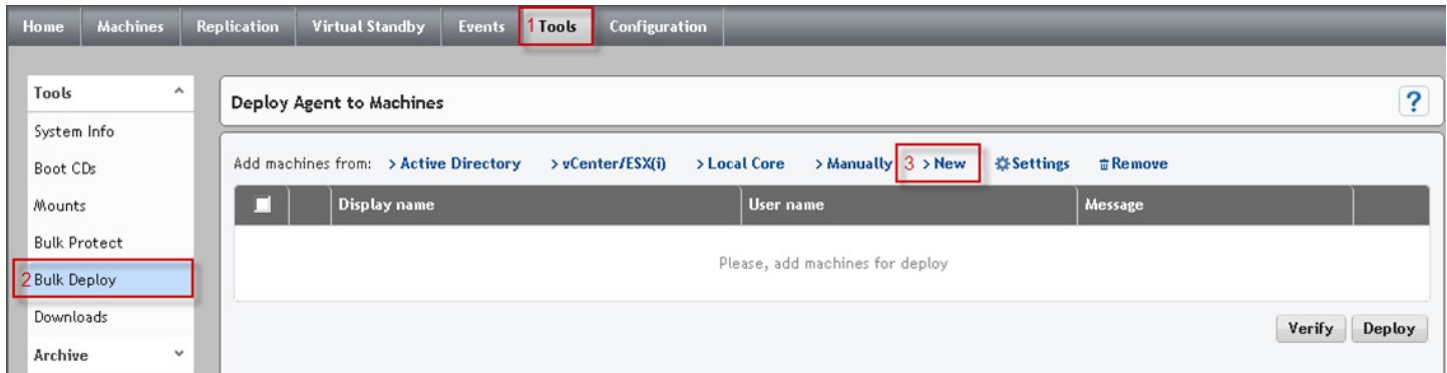 Home Machines Replication Virtual Standby Events 1 Tools Configuration
Tools
System Info
Boot CDs
Mounts
Bulk Protect
2 Bulk Deploy
Downloads
Archive
Deploy Agent to Machines ?
Add machines from: > Active Directory > vCenter/ESX(i) > Local Core > Manually 3 > New Settings Remove
Display name User name Message
Please, add machines for deploy
Verify Deploy